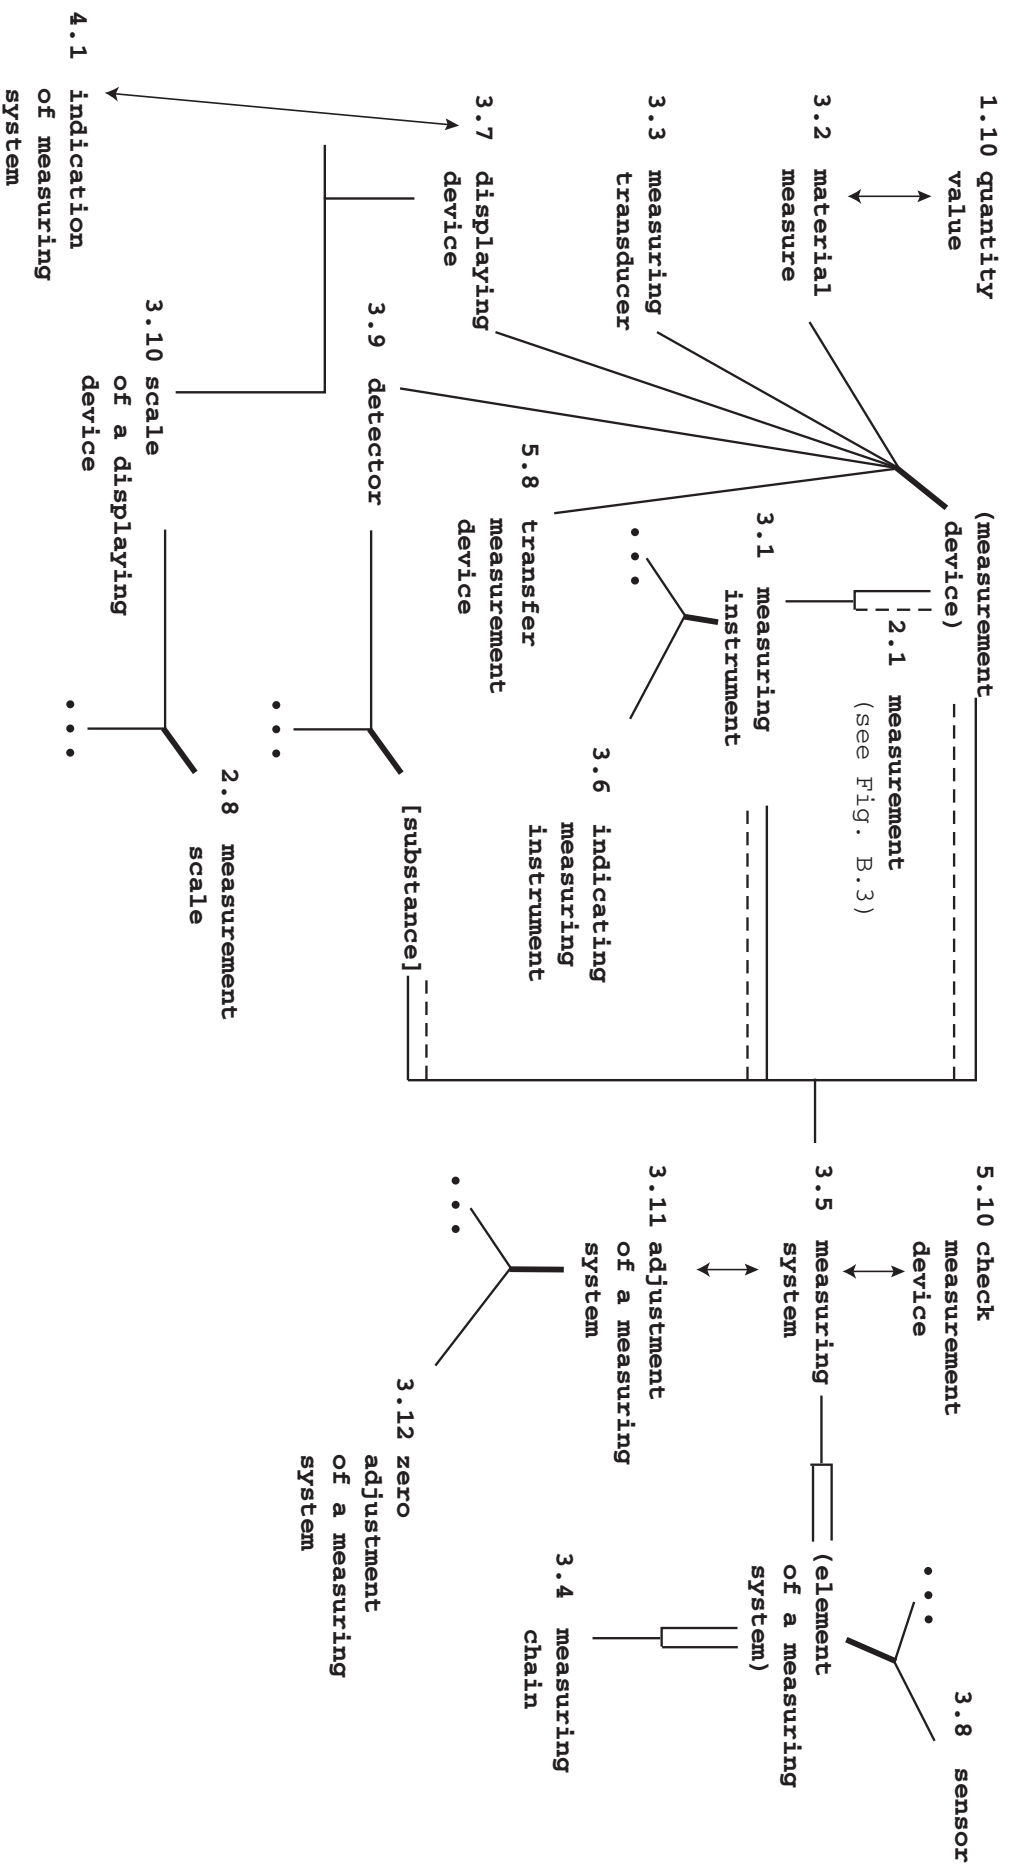 1.10 quantity
value
3.2 material
measure
3.3 measuring
transducer
3.7 displaying
device
4.1 indication
of measuring
system
3.9 detector
3.10 scale
of a displaying
device
5.8 transfer
measurement
device
(measurement
device)
2.1 measurement
(see Fig. B.3)
3.1 measuring
instrument
3.6 indicating
measuring
instrument
[substance]
2.8 measurement
scale
5.10 check
measurement
device
3.5 measuring
system
3.11 adjustment
of a measuring
system
3.12 zero
adjustment
of a measuring
system
(element
of a measuring
system)
3.4 measuring
chain
3.8 sensor